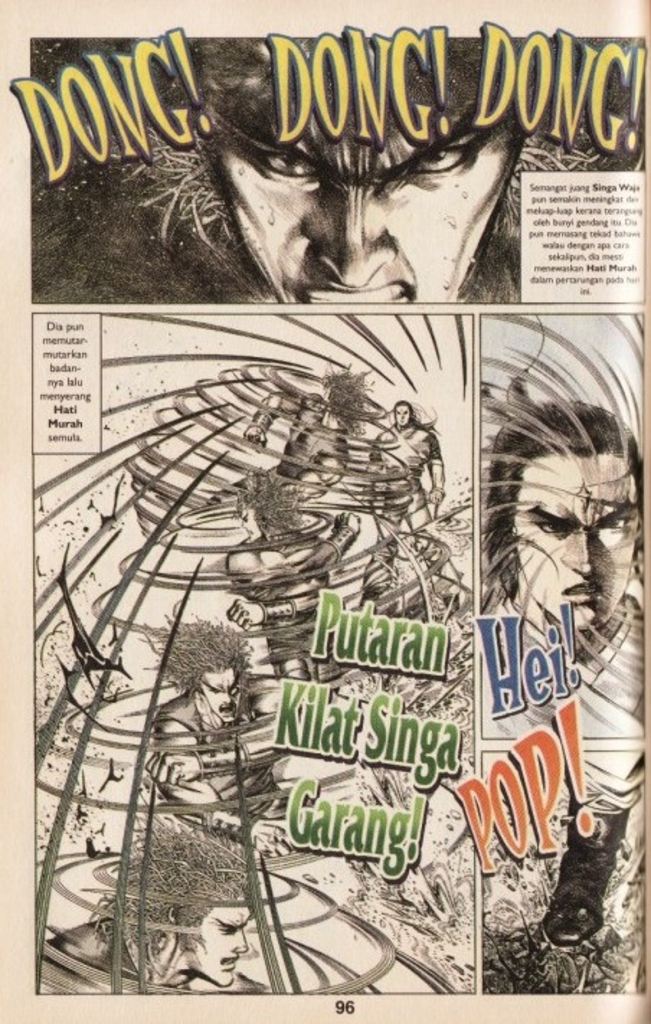 DONG! DONG! DONG!
Semangat juang Singa Waja
pun semakin meningkat dan
meluap-luap kerana terangsang
oleh bunyi gendang itu. Dia
pun memasang tekad bahawa
walau dengan apa cara
sekalipun, dia mesti
menewaskan Hati Murah
dalam pertarungan pada hari
ini.
Dia pun
memutar-
mutarkan
badan-
nya lalu
menyerang
Hati
Murah
semula.
Putaran
Kilat Singa
Garang!
Hei!
POP!
96